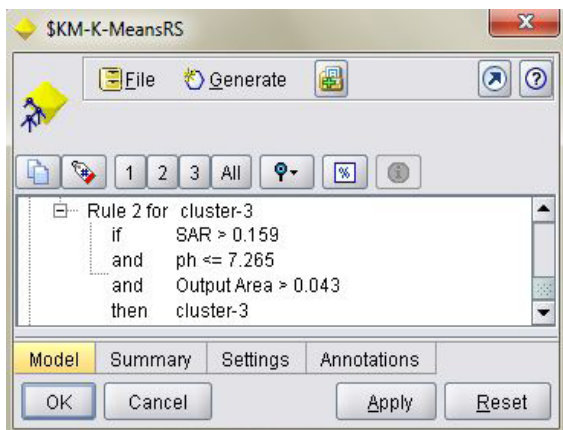 $KM-K-MeansRS
File Generate
1 2 3 All %
Rule 2 for cluster-3
if SAR > 0.159
and ph <= 7.265
and Output Area > 0.043
then cluster-3
Model Summary Settings Annotations
OK Cancel Apply Reset